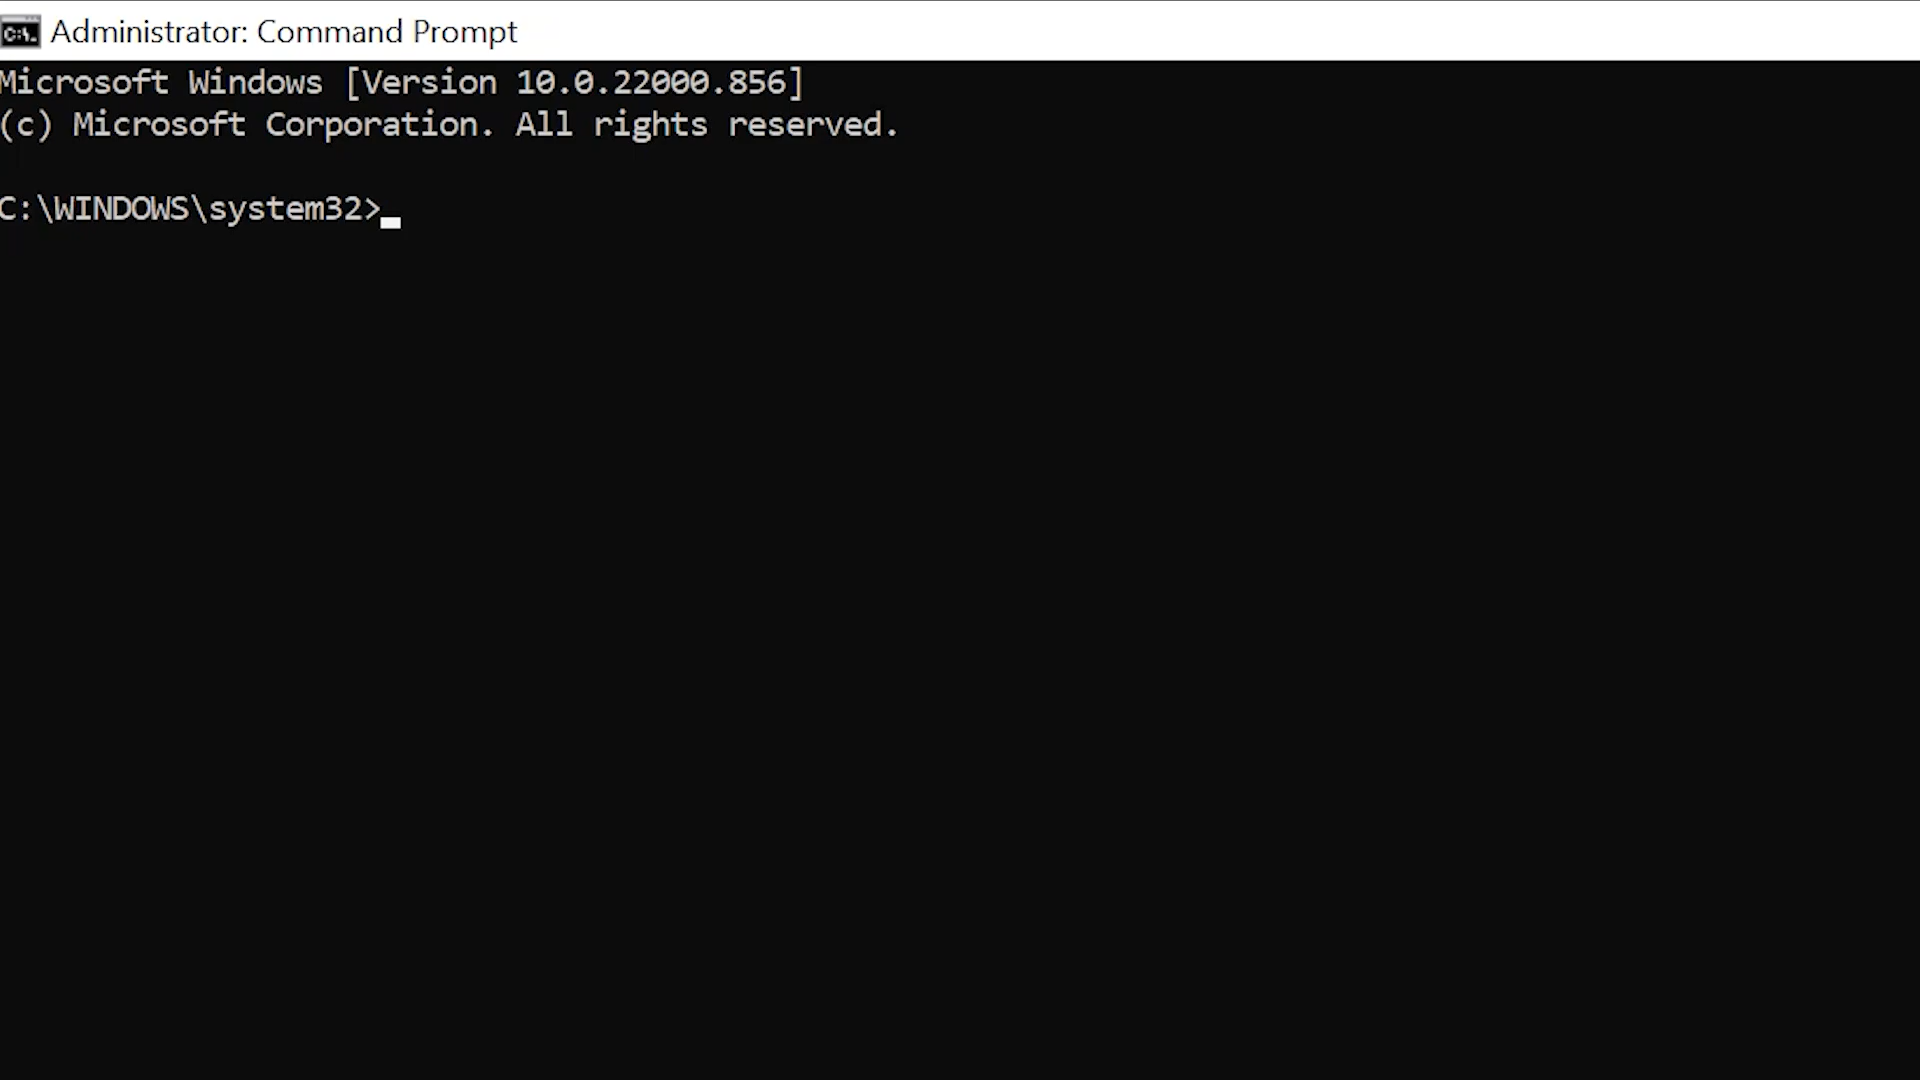 Administrator: Command Prompt
Microsoft Windows [Version 10.0.22000.856]
(c) Microsoft Corporation. All rights reserved.
C:\WINDOWS\system32>